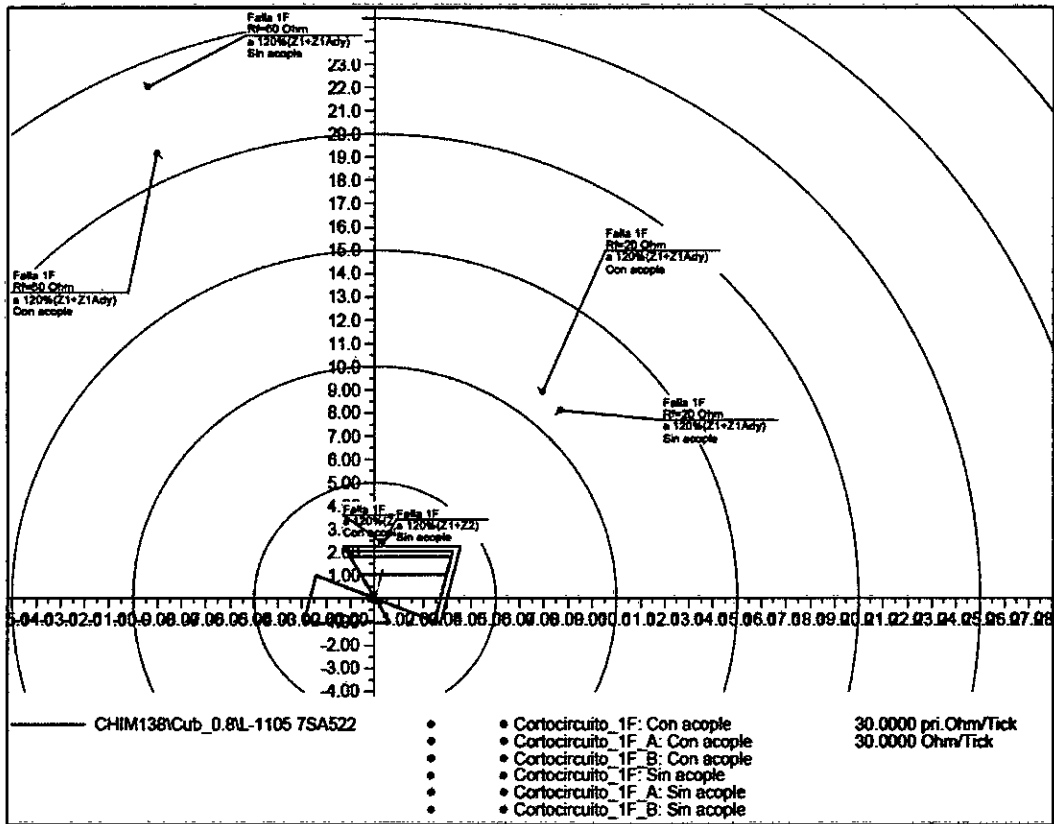 Falla 1F
Rf=60 Ohm
a 120%(Z1+Z1Ady)
Sin acople
23.0
22.0
21.0
20.0
19.0
18.0
17.0
16.0
15.0
14.0
13.0
12.0
11.0
10.0
9.00
8.00
7.00
6.00
5.00
Falla 1F
Rf=20 Ohm
a 120%(Z1+Z1Ady)
Con acople
Falla 1F
Rf=60 Ohm
a 120%(Z1+Z1Ady)
Con acople
Falla 1F
Rf=20 Ohm
a 120%(Z1+Z1Ady)
Sin acople
Falla 1F
Con acople
Falla 1F
a 120%(Z1+Z2)
Sin acople
2.00
1.00
-2.00
-3.00
-4.00
CHIM138\Cub_0.8\L-1105 7SA522
Cortocircuito_1F: Con acople
Cortocircuito_1F_A: Con acople
Cortocircuito_1F_B: Con acople
Cortocircuito_1F: Sin acople
Cortocircuito_1F_A: Sin acople
Cortocircuito_1F_B: Sin acople
30.0000 pri.Ohm/Tick
30.0000 Ohm/Tick